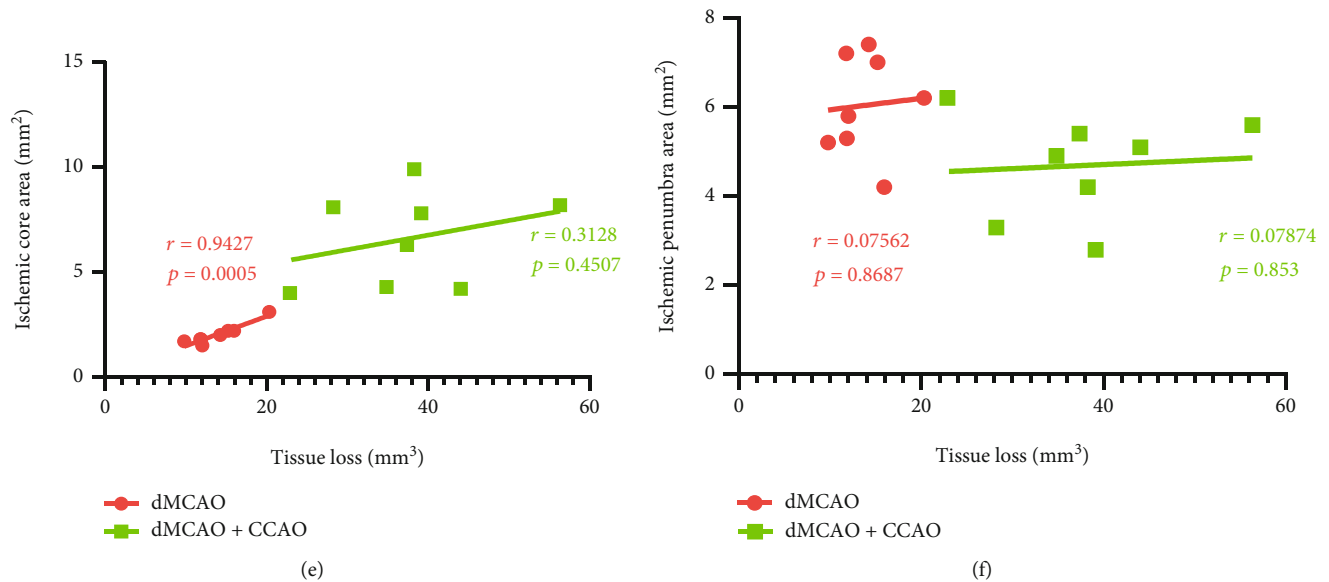 15
10
5
0
Ischemic core area (mm²)
r = 0.9427
p = 0.0005
r = 0.3128
p = 0.4507
0 20 40 60
Tissue loss (mm³)
dMCAO
dMCAO + CCAO
(e)
8
6
4
2
0
Ischemic penumbra area (mm²)
r = 0.07562
p = 0.8687
r = 0.07874
p = 0.853
0 20 40 60
Tissue loss (mm³)
dMCAO
dMCAO + CCAO
(f)